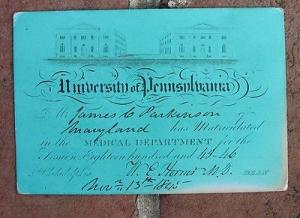 University of Pennsylvania
Mr. James C Parkinson of
Maryland has Matriculated
in the MEDICAL DEPARTMENT for the
Session Eighteen hundred and 45-46
Philadelphia W. E. Horner M.D. DEAN
Nov. 13th 1845